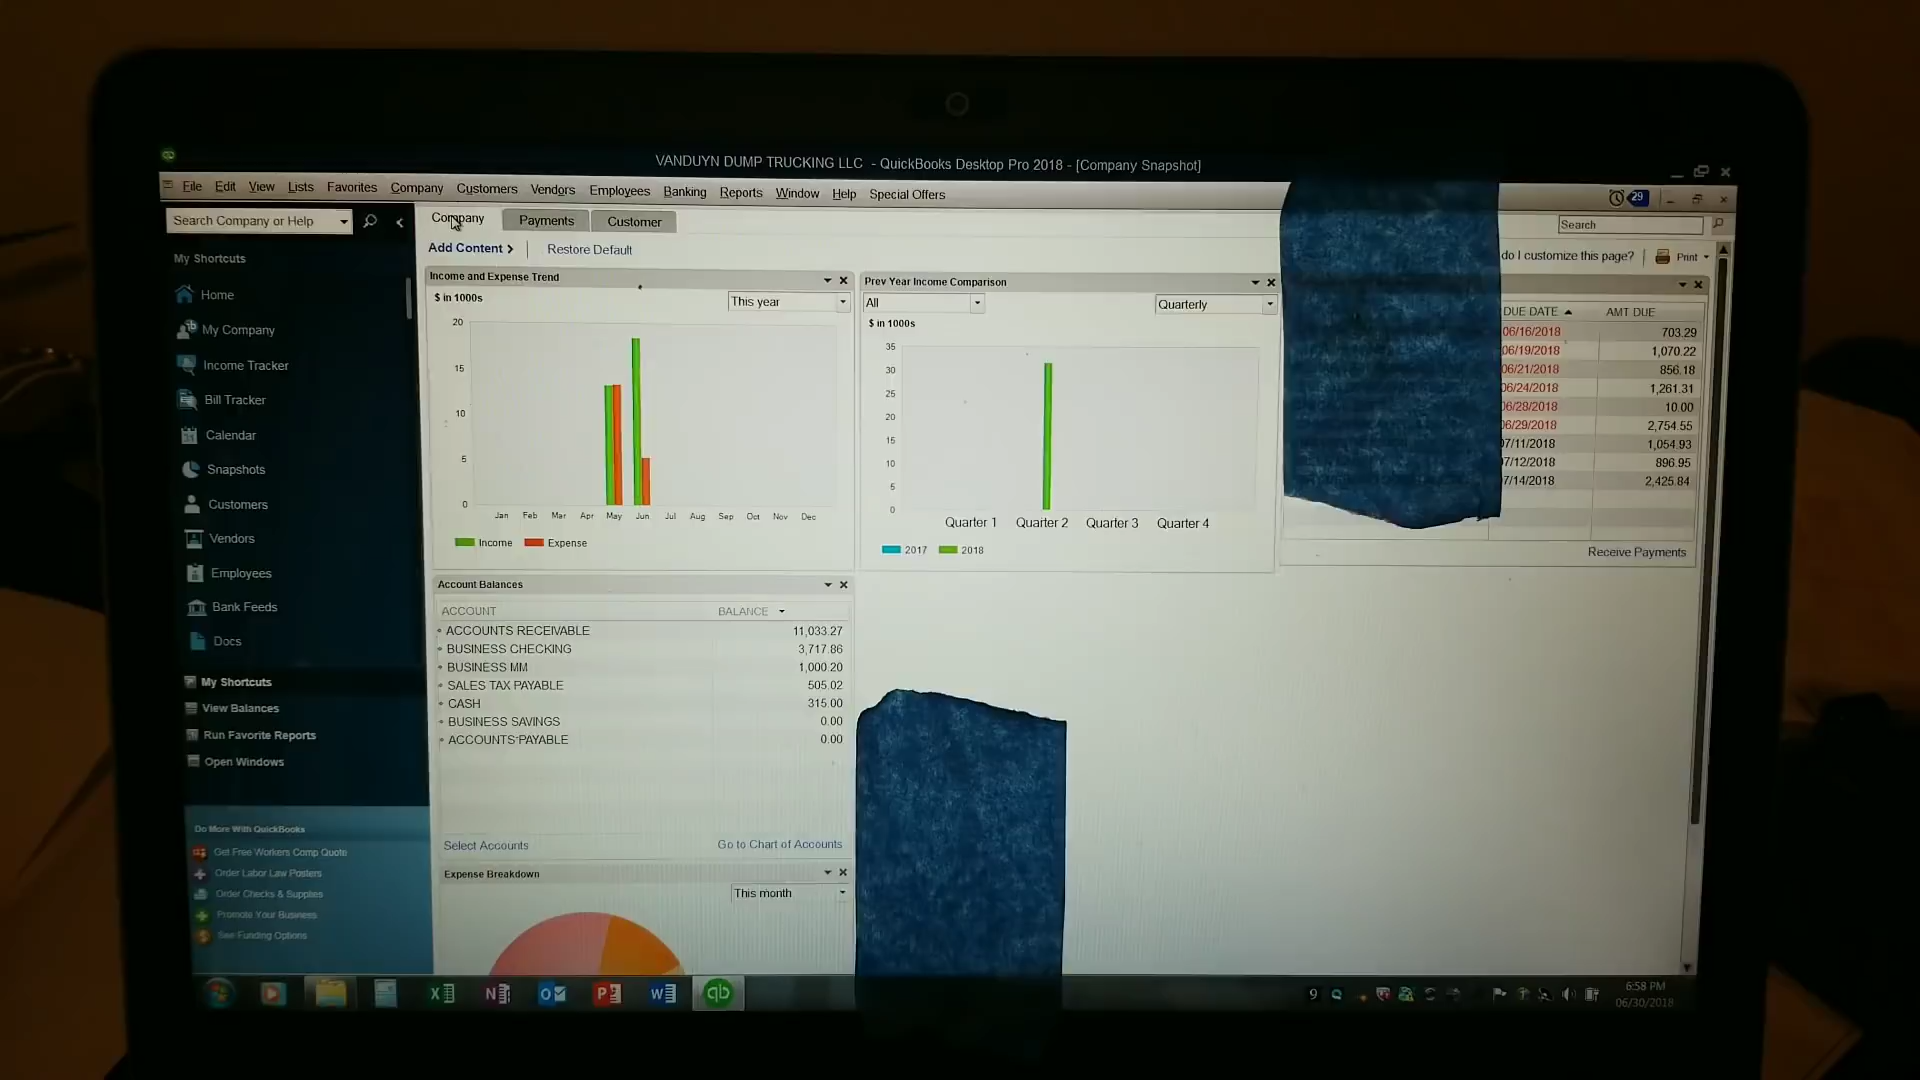 VANDUYN DUMP TRUCKING LLC - QuickBooks Desktop Pro 2018 - [Company Snapshot]
File Edit View Lists Favorites Company Customers Vendors Employees Banking Reports Window Help Special Offers
29
Search Company or Help
Company Payments Customer
Search
Add Content Restore Default
do I customize this page? Print
My Shortcuts
Home
My Company
Income Tracker
Bill Tracker
Calendar
Snapshots
Customers
Vendors
Employees
Bank Feeds
Docs
My Shortcuts
View Balances
Run Favorite Reports
Open Windows
Do More With QuickBooks
Get Free Workers Comp Quote
Order Labor Law Posters
Order Checks & Supplies
Promote Your Business
See Funding Options
Income and Expense Trend
$ in 1000s
This year
20
15
10
5
0
Jan Feb Mar Apr May Jun Jul Aug Sep Oct Nov Dec
Income Expense
Prev Year Income Comparison
All
Quarterly
$ in 1000s
35
30
25
20
15
10
5
0
Quarter 1 Quarter 2 Quarter 3 Quarter 4
2017 2018
DUE DATE AMT DUE
06/16/2018 703.29
06/19/2018 1,070.22
06/21/2018 856.18
06/24/2018 1,261.31
06/28/2018 10.00
06/29/2018 2,754.55
7/11/2018 1,054.93
7/12/2018 896.95
7/14/2018 2,425.84
Receive Payments
Account Balances
ACCOUNT BALANCE
ACCOUNTS RECEIVABLE 11,033.27
BUSINESS CHECKING 3,717.86
BUSINESS MM 1,000.20
SALES TAX PAYABLE 505.02
CASH 315.00
BUSINESS SAVINGS 0.00
ACCOUNTS PAYABLE 0.00
Select Accounts Go to Chart of Accounts
Expense Breakdown
This month
qb
9
6:58 PM
06/30/2018